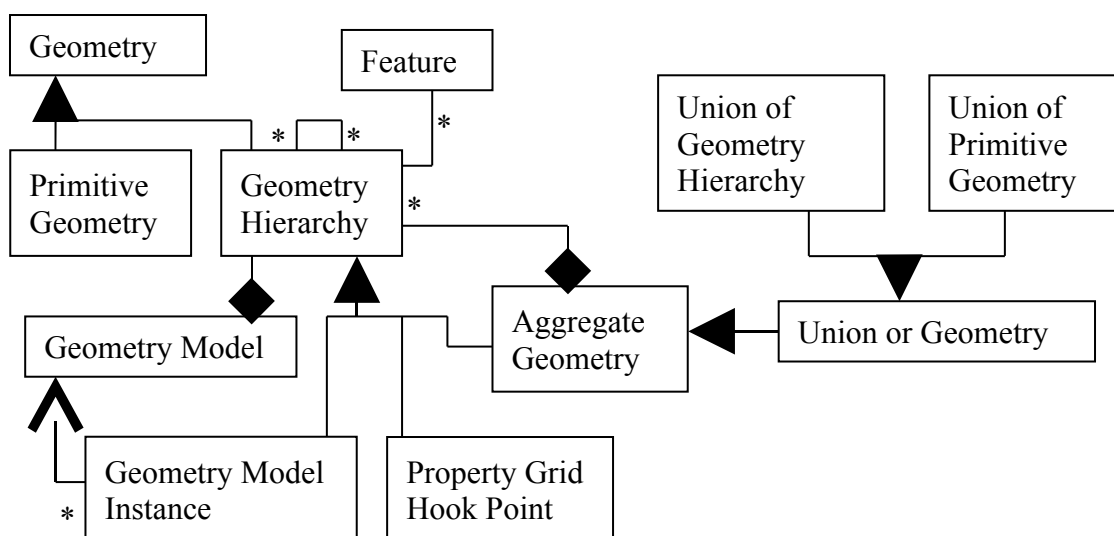 Geometry
Feature
Union of
Geometry
Hierarchy
Union of
Primitive
Geometry
*
*
*
Primitive
Geometry
Geometry
Hierarchy
*
Geometry Model
Aggregate
Geometry
Union or Geometry
Geometry Model
Instance
*
Property Grid
Hook Point